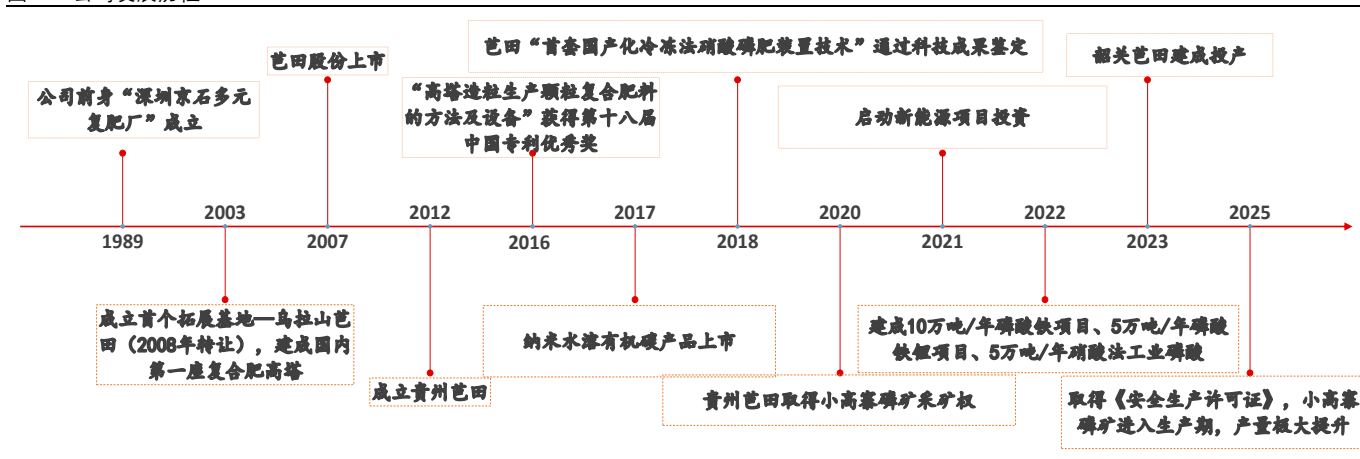 芭田“首套国产化冷冻法硝酸磷肥装置技术”通过科技成果鉴定
芭田股份上市
韶关芭田建成投产
公司前身“深圳京石多元
复肥厂”成立
“高塔造粒生产颗粒复合肥料
的方法及设备”获得第十八届
中国专利优秀奖
启动新能源项目投资
2003
2012
2017
2020
2022
2025
1989
2007
2016
2018
2021
2023
成立首个拓展基地—乌拉山芭
田（2008年转让），建成国内
第一座复合肥高塔
纳米水溶有机碳产品上市
建成10万吨/年磷酸铁项目、5万吨/年磷酸
铁锂项目、5万吨/年硝酸法工业磷酸
成立贵州芭田
贵州芭田取得小高寨磷矿采矿权
取得《安全生产许可证》，小高寨
磷矿进入生产期，产量极大提升